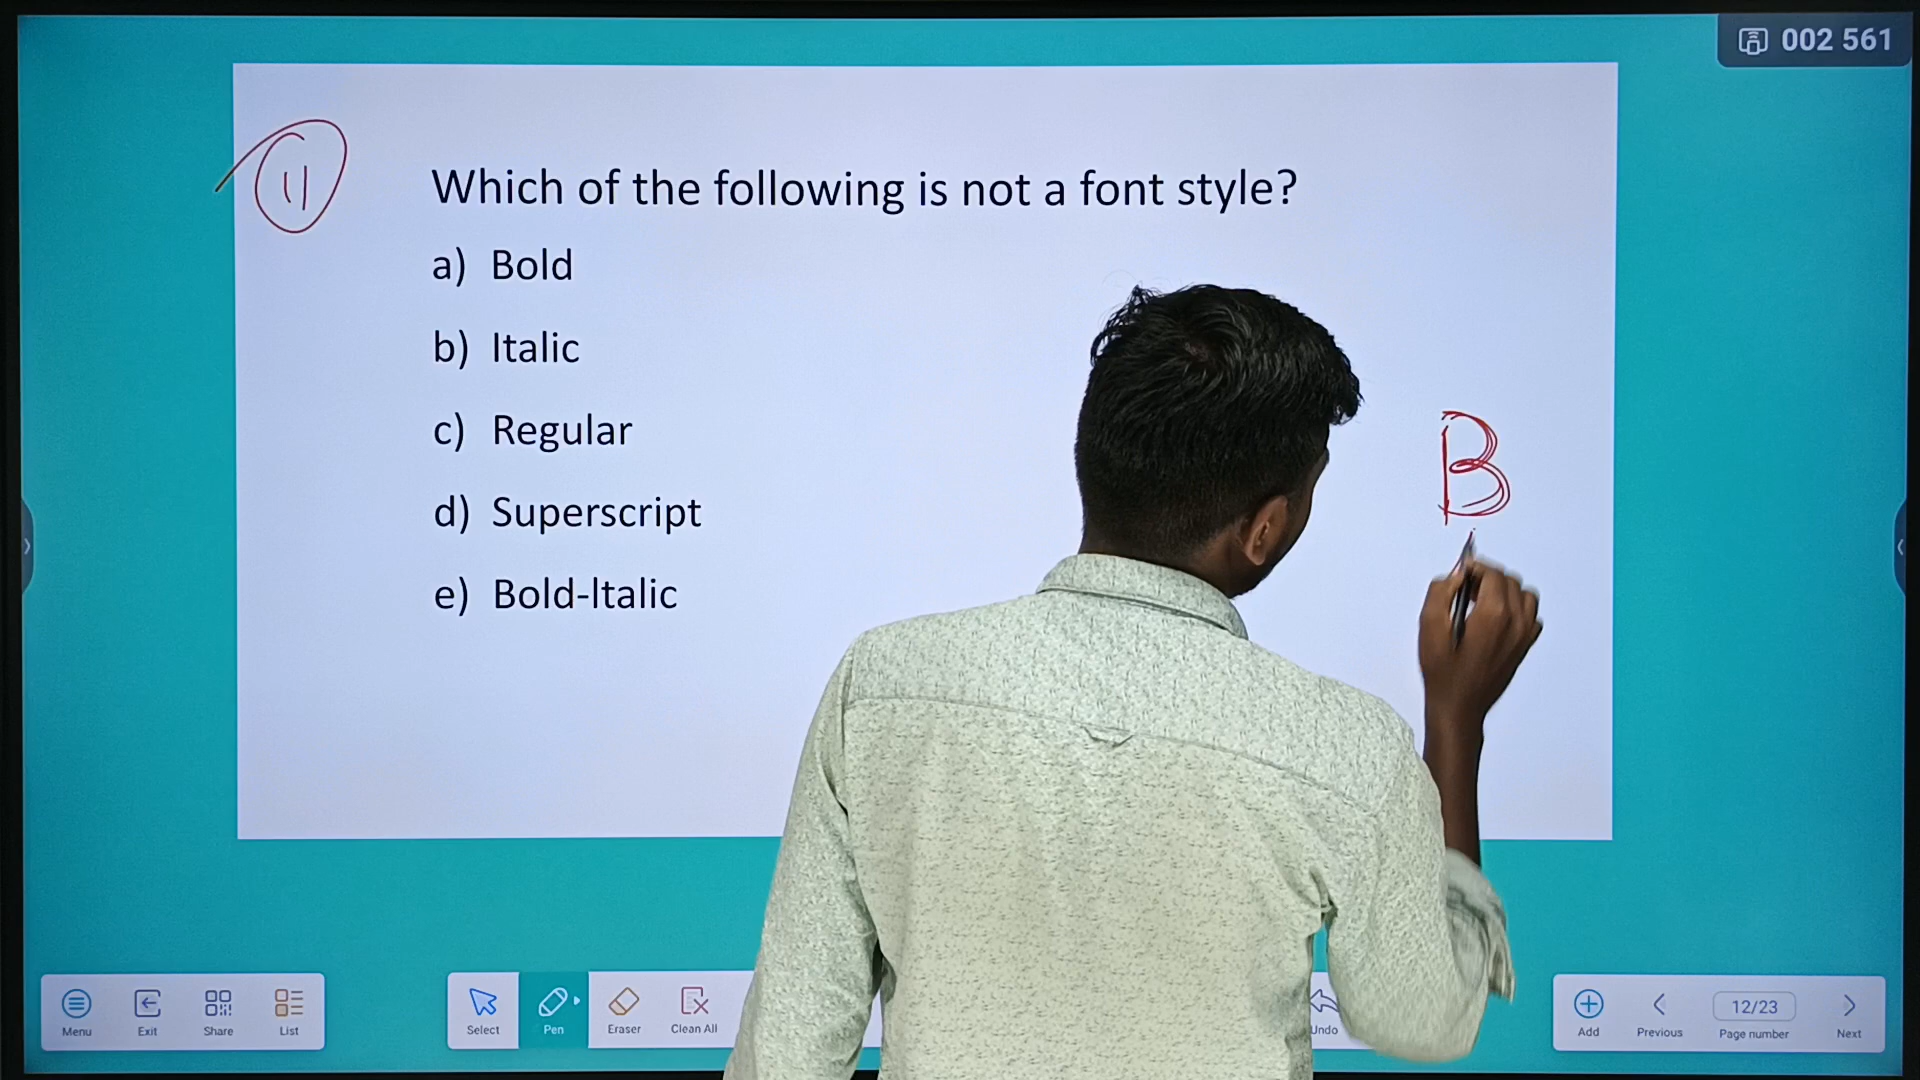 002 561
11
Which of the following is not a font style?
a) Bold
b) Italic
c) Regular
d) Superscript
e) Bold-Italic
B
Menu Exit Share List
Select Pen Eraser Clean All Undo
Add Previous 12/23 Page number Next